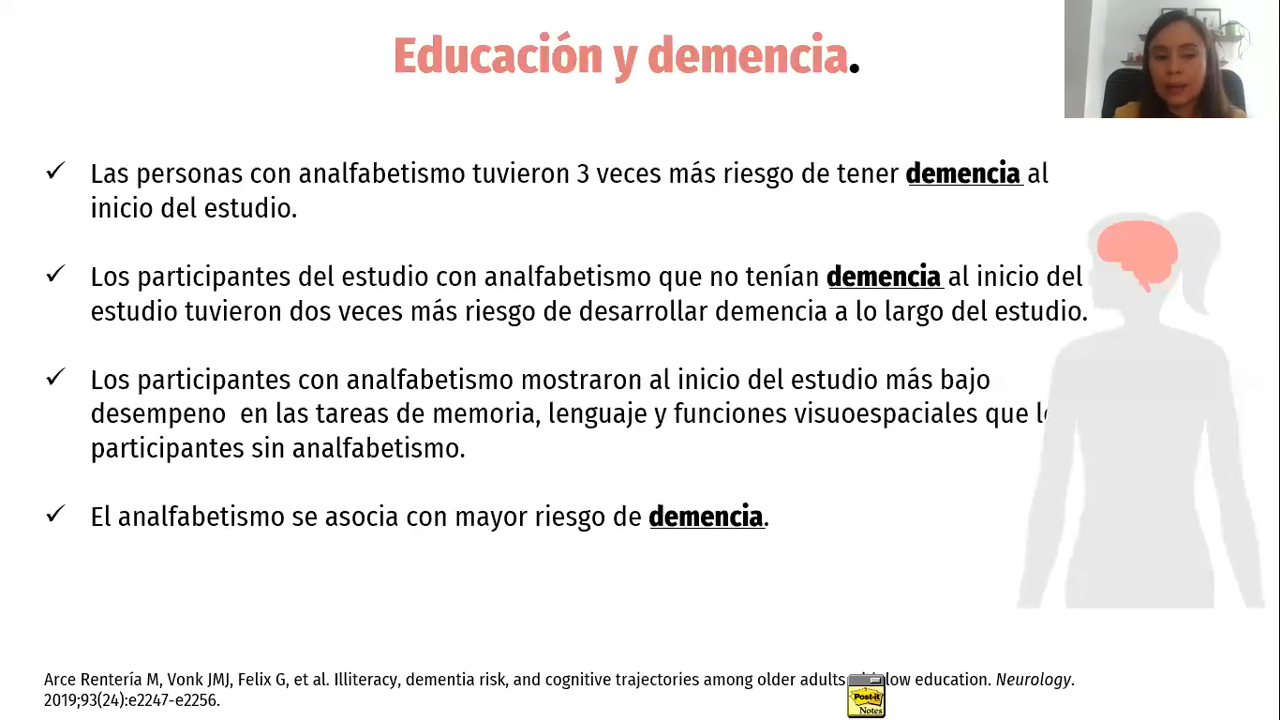 Educación y demencia.
✓ Las personas con analfabetismo tuvieron 3 veces más riesgo de tener demencia al
inicio del estudio.
✓ Los participantes del estudio con analfabetismo que no tenían demencia al inicio del
estudio tuvieron dos veces más riesgo de desarrollar demencia a lo largo del estudio.
✓ Los participantes con analfabetismo mostraron al inicio del estudio más bajo
desempeno en las tareas de memoria, lenguaje y funciones visuoespaciales que
participantes sin analfabetismo.
✓ El analfabetismo se asocia con mayor riesgo de demencia.
Arce Rentería M, Vonk JMJ, Felix G, et al. Illiteracy, dementia risk, and cognitive trajectories among older adults low education. Neurology.
2019;93(24):e2247-e2256.
Post-it
Notes